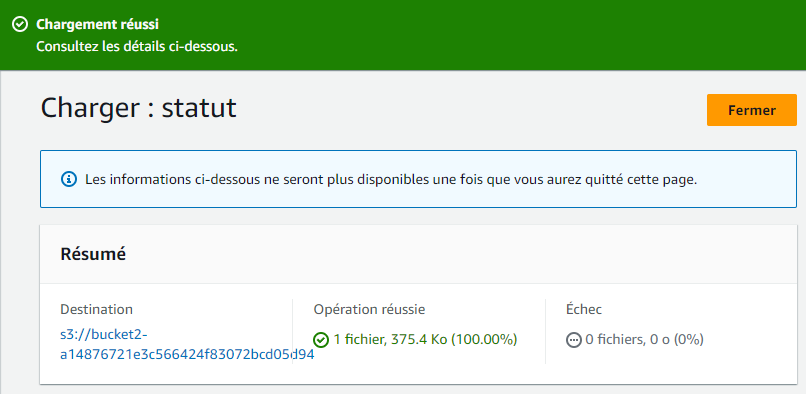 Chargement réussi
Consultez les détails ci-dessous.
Charger : statut
Fermer
Les informations ci-dessous ne seront plus disponibles une fois que vous aurez quitté cette page.
Résumé
Destination
s3://bucket2-
a14876721e3c566424f83072bcd05d94
Opération réussie
1 fichier, 375.4 Ko (100.00%)
Échec
0 fichiers, 0 o (0%)